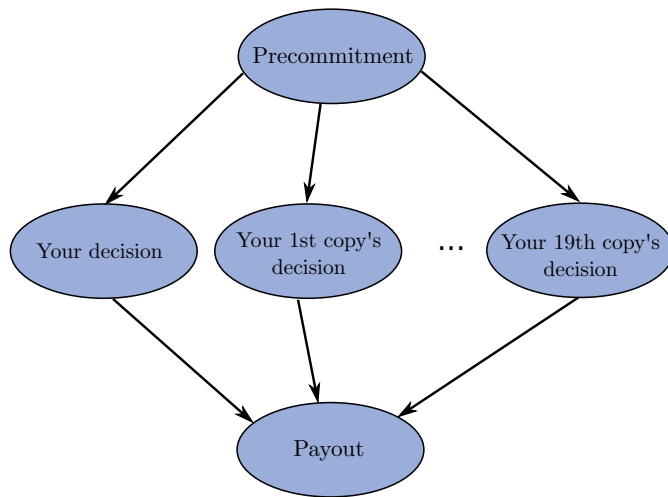 Precommitment
Your decision
Your 1st copy's
decision
...
Your 19th copy's
decision
Payout